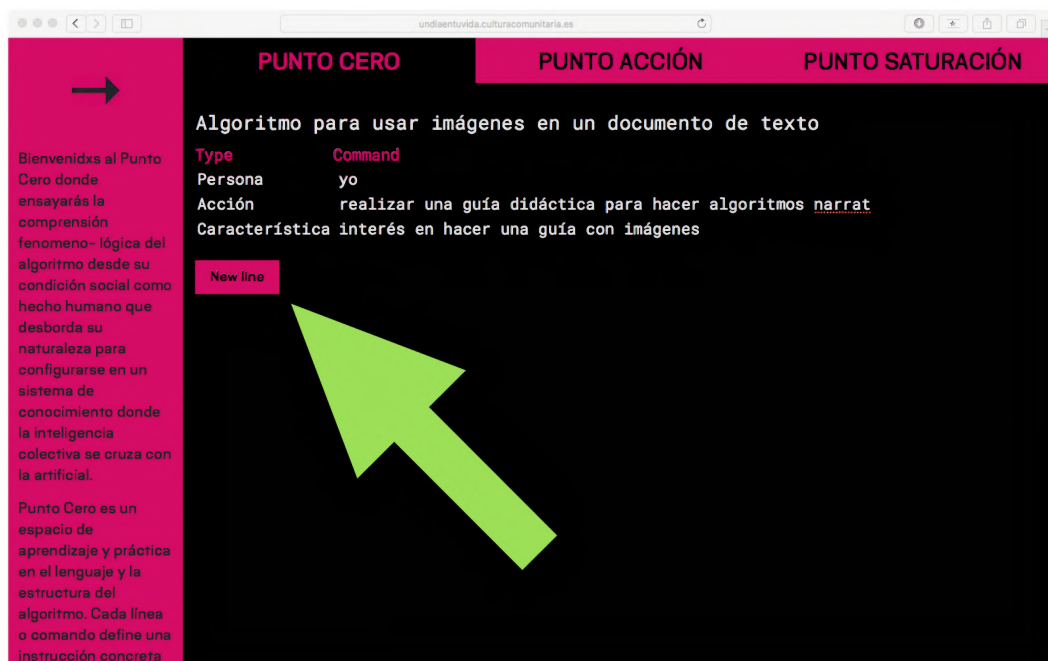 undiaentuvida.culturacomunitaria.es
PUNTO CERO
PUNTO ACCIÓN
PUNTO SATURACIÓN
Bienvenidxs al Punto
Cero donde
ensayarás la
comprensión
fenomeno- lógica del
algoritmo desde su
condición social como
hecho humano que
desborda su
naturaleza para
configurarse en un
sistema de
conocimiento donde
la inteligencia
colectiva se cruza con
la artificial.
Punto Cero es un
espacio de
aprendizaje y práctica
en el lenguaje y la
estructura del
algoritmo. Cada línea
o comando define una
instrucción concreta
Algoritmo para usar imágenes en un documento de texto
Type Command
Persona yo
Acción realizar una guía didáctica para hacer algoritmos narrat
Característica interés en hacer una guía con imágenes
New line